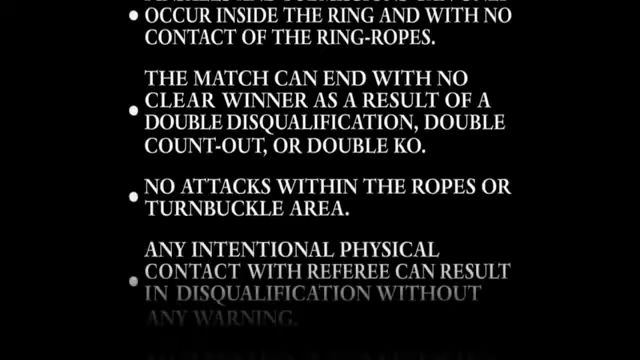 OCCUR INSIDE THE RING AND WITH NO
CONTACT OF THE RING-ROPES.
THE MATCH CAN END WITH NO
CLEAR WINNER AS A RESULT OF A
DOUBLE DISQUALIFICATION, DOUBLE
COUNT-OUT, OR DOUBLE KO.
NO ATTACKS WITHIN THE ROPES OR
TURNBUCKLE AREA.
ANY INTENTIONAL PHYSICAL
CONTACT WITH REFEREE CAN RESULT
IN DISQUALIFICATION WITHOUT
ANY WARNING.